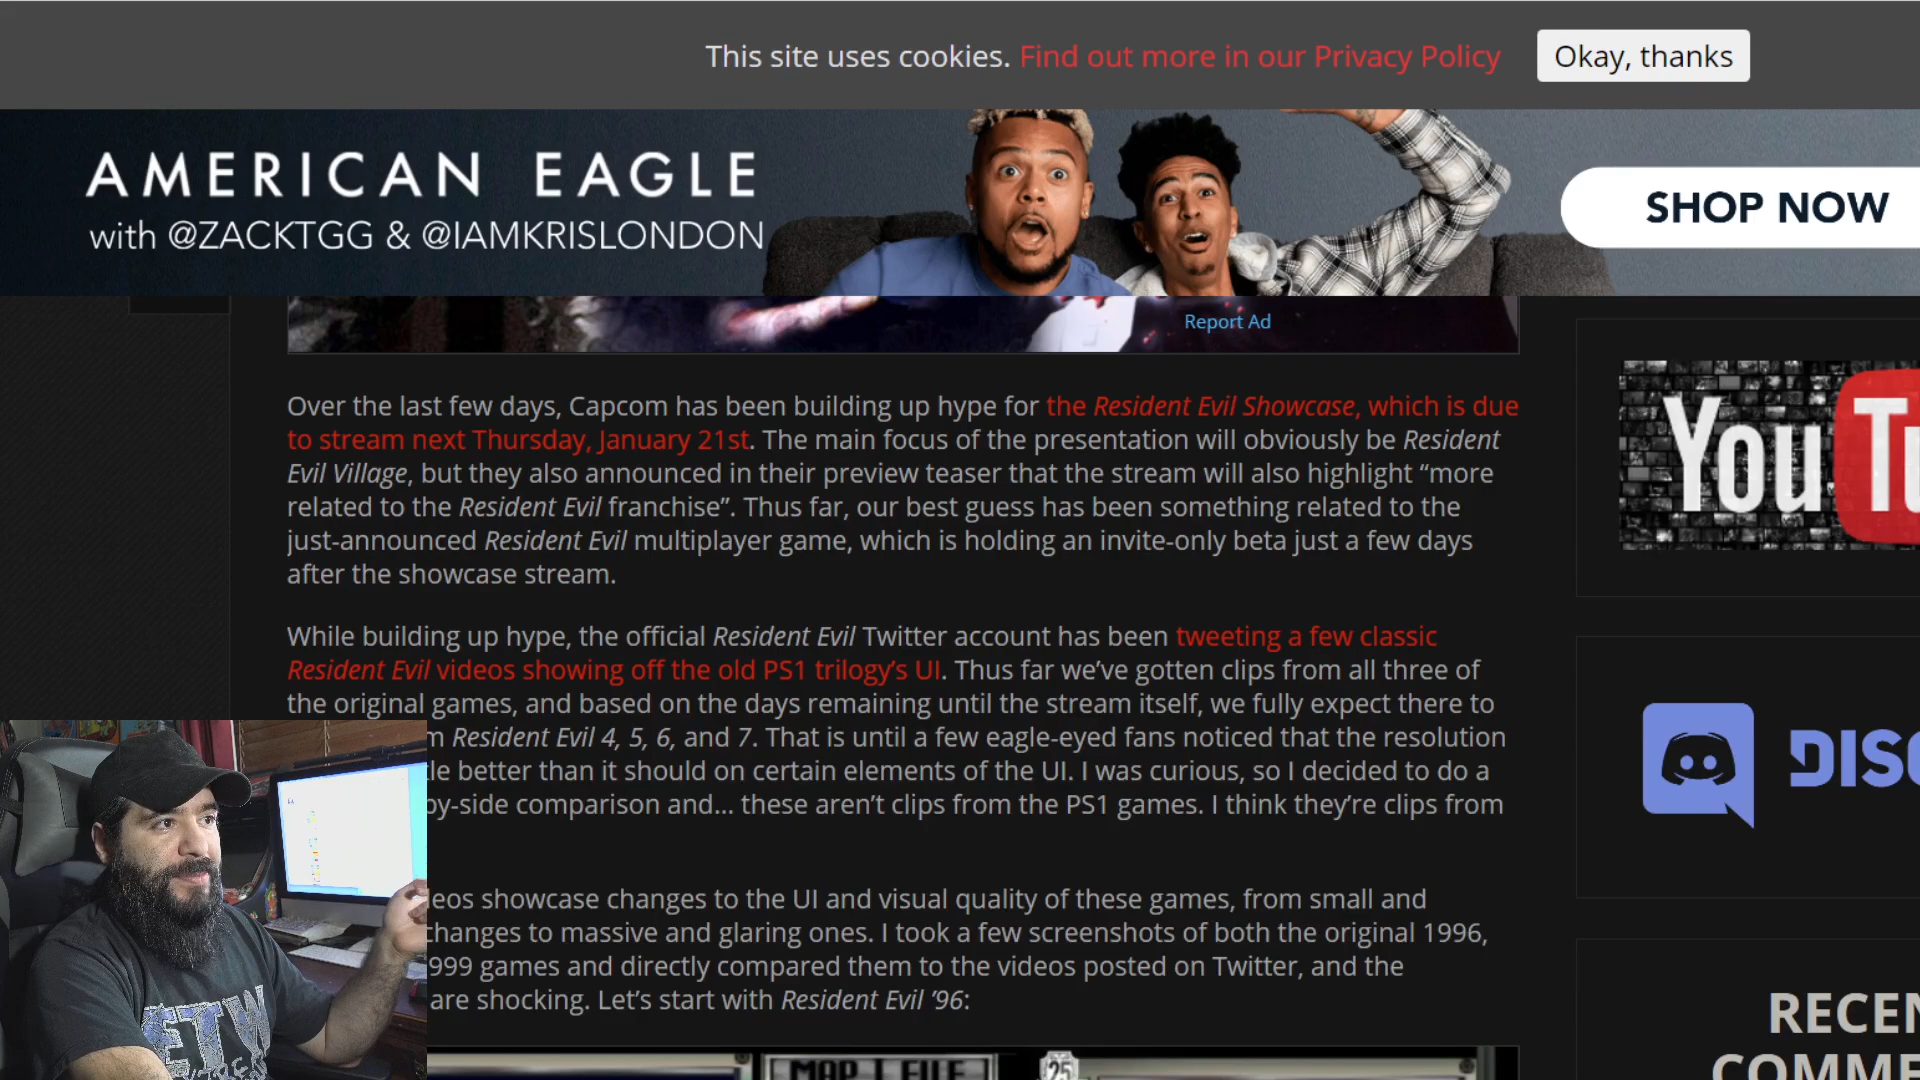 This site uses cookies. Find out more in our Privacy Policy
Okay, thanks
AMERICAN EAGLE
with @ZACKTGG & @IAMKRISLONDON
SHOP NOW
Report Ad
Over the last few days, Capcom has been building up hype for the Resident Evil Showcase, which is due
to stream next Thursday, January 21st. The main focus of the presentation will obviously be Resident
Evil Village, but they also announced in their preview teaser that the stream will also highlight “more
related to the Resident Evil franchise”. Thus far, our best guess has been something related to the
just-announced Resident Evil multiplayer game, which is holding an invite-only beta just a few days
after the showcase stream.
While building up hype, the official Resident Evil Twitter account has been tweeting a few classic
Resident Evil videos showing off the old PS1 trilogy’s UI. Thus far we’ve gotten clips from all three of
the original games, and based on the days remaining until the stream itself, we fully expect there to
m Resident Evil 4, 5, 6, and 7. That is until a few eagle-eyed fans noticed that the resolution
le better than it should on certain elements of the UI. I was curious, so I decided to do a
by-side comparison and… these aren’t clips from the PS1 games. I think they’re clips from
eos showcase changes to the UI and visual quality of these games, from small and
changes to massive and glaring ones. I took a few screenshots of both the original 1996,
999 games and directly compared them to the videos posted on Twitter, and the
are shocking. Let’s start with Resident Evil ’96:
MAP FILE
25
You Tu
DISC
RECEN
COMME